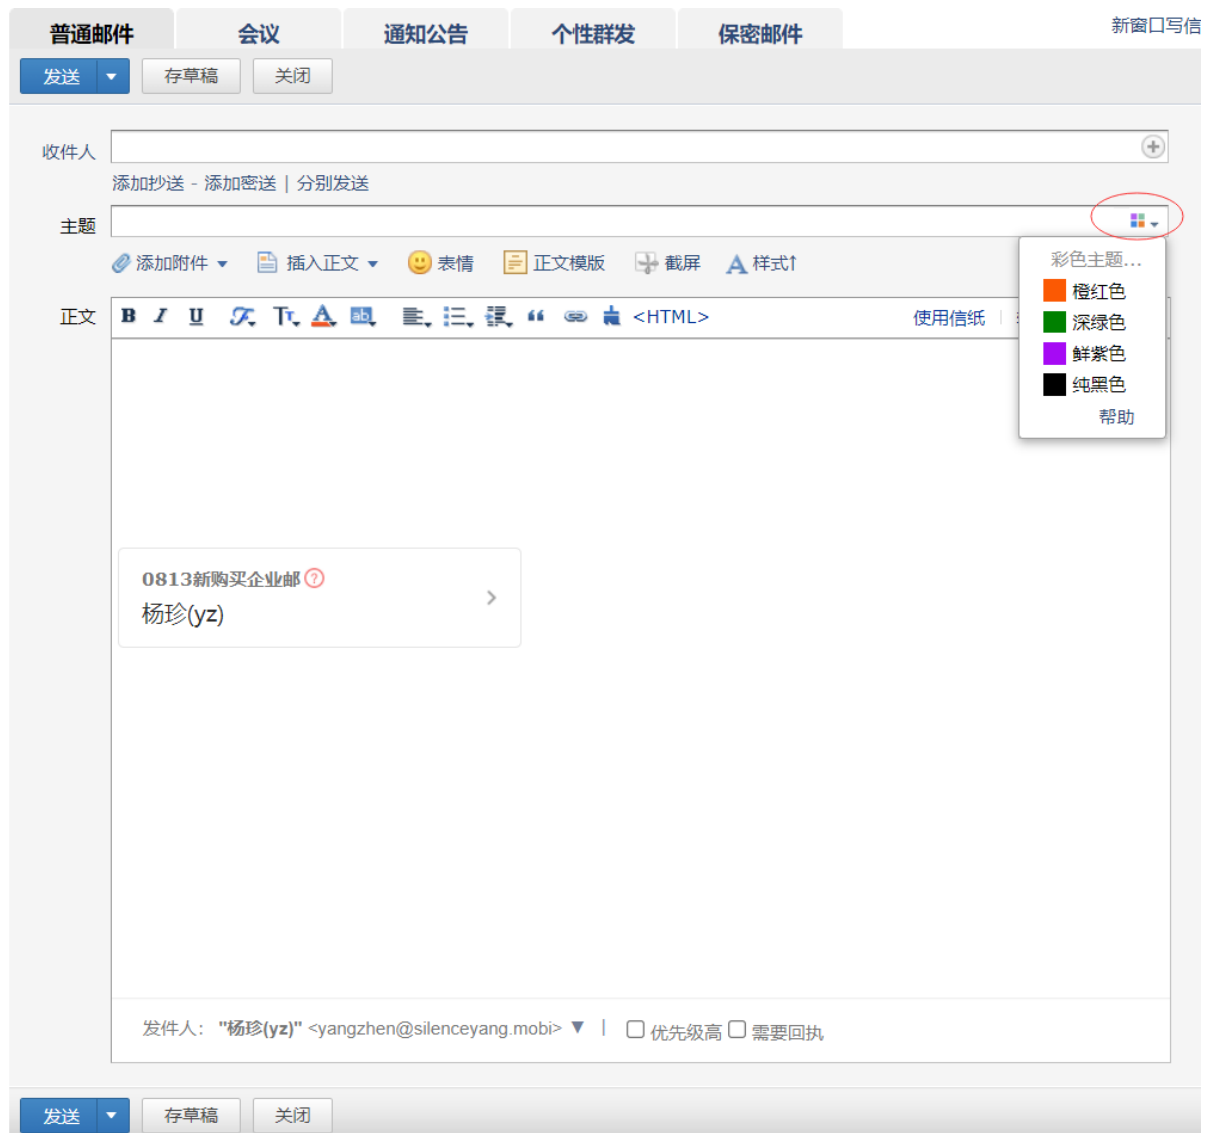 普通邮件 会议 通知公告 个性群发 保密邮件 新窗口写信
发送 存草稿 关闭
收件人
添加抄送 - 添加密送 | 分别发送
主题
添加附件 插入正文 表情 正文模版 截屏 A 样式↑
彩色主题...
橙红色
深绿色
鲜紫色
纯黑色
帮助
正文 B I U <HTML> 使用信纸
0813新购买企业邮
杨珍(yz)
发件人: "杨珍(yz)" <yangzhen@silenceyang.mobi> ▼ | 优先级高 需要回执
发送 存草稿 关闭